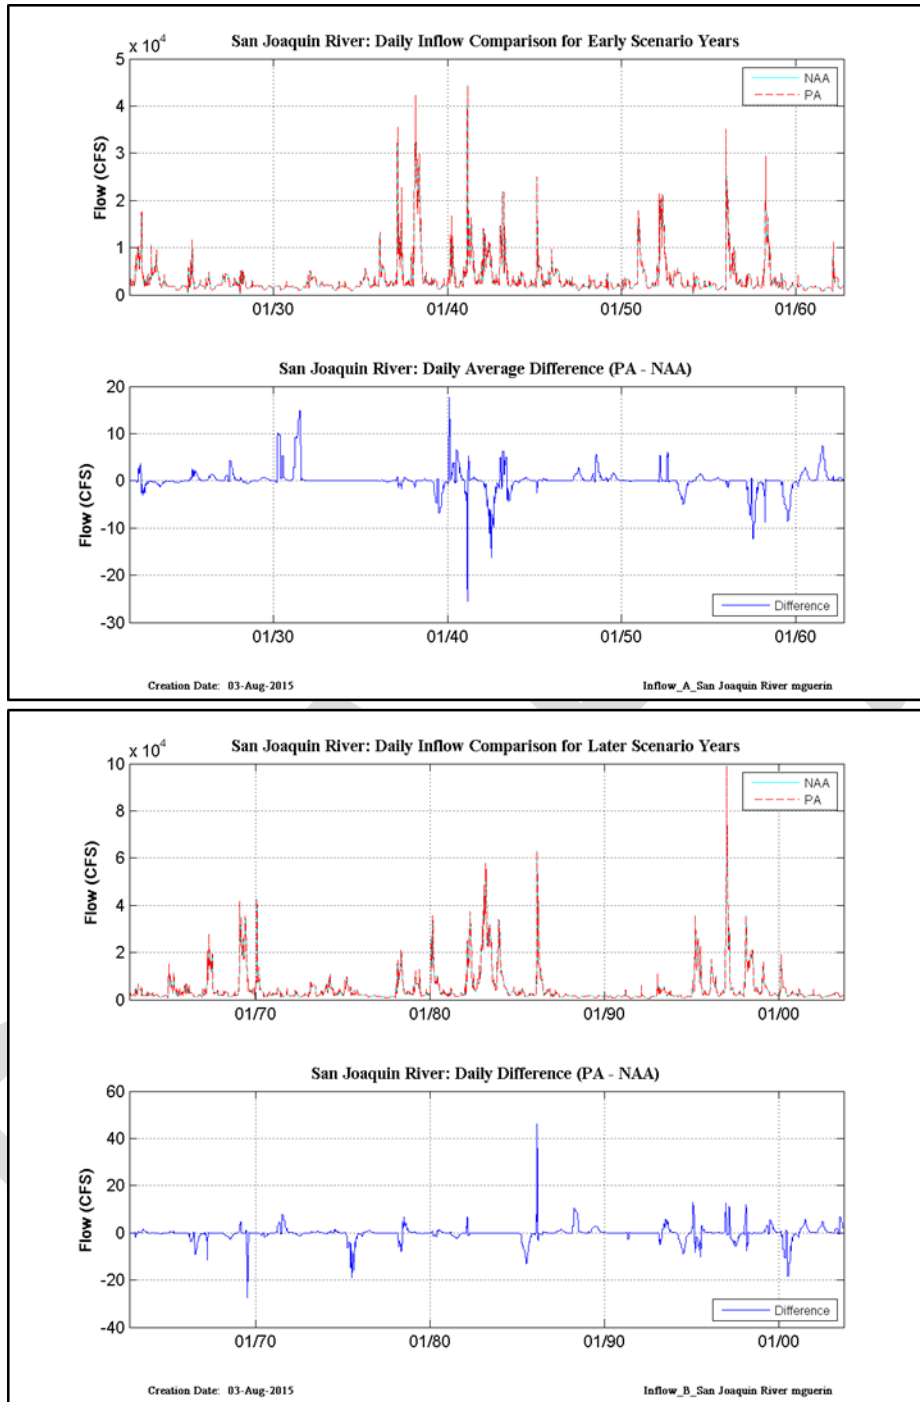 San Joaquin River: Daily Inflow Comparison for Early Scenario Years
x 10^4
5
4
3
2
1
0
Flow (CFS)
NAA
PA
01/30
01/40
01/50
01/60
San Joaquin River: Daily Average Difference (PA - NAA)
20
10
0
-10
-20
-30
Flow (CFS)
Difference
01/30
01/40
01/50
01/60
Creation Date: 03-Aug-2015
Inflow_A_San Joaquin River mguerin
San Joaquin River: Daily Inflow Comparison for Later Scenario Years
x 10^4
10
8
6
4
2
0
Flow (CFS)
NAA
PA
01/70
01/80
01/90
01/00
San Joaquin River: Daily Difference (PA - NAA)
60
40
20
0
-20
-40
Flow (CFS)
Difference
01/70
01/80
01/90
01/00
Creation Date: 03-Aug-2015
Inflow_B_San Joaquin River mguerin